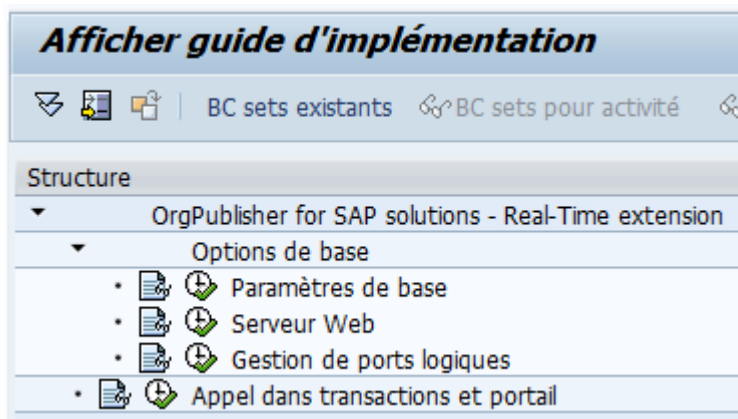 Afficher guide d'implémentation
BC sets existants BC sets pour activité
Structure
OrgPublisher for SAP solutions - Real-Time extension
Options de base
Paramètres de base
Serveur Web
Gestion de ports logiques
Appel dans transactions et portail